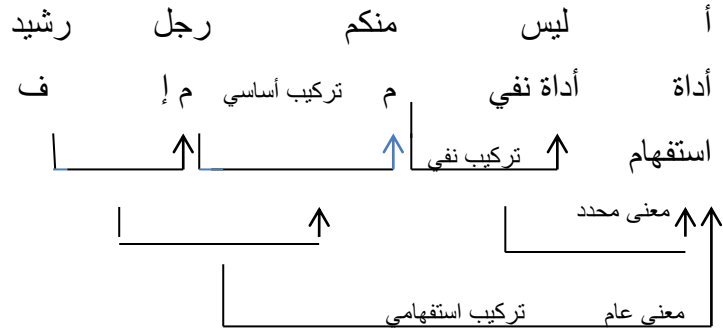 أ ليس منكم رجل رشيد
أداة أداة نفي م تركيب أساسي م إ ف
استفهام تركيب نفي
معنى محدد
معنى عام تركيب استفهامي